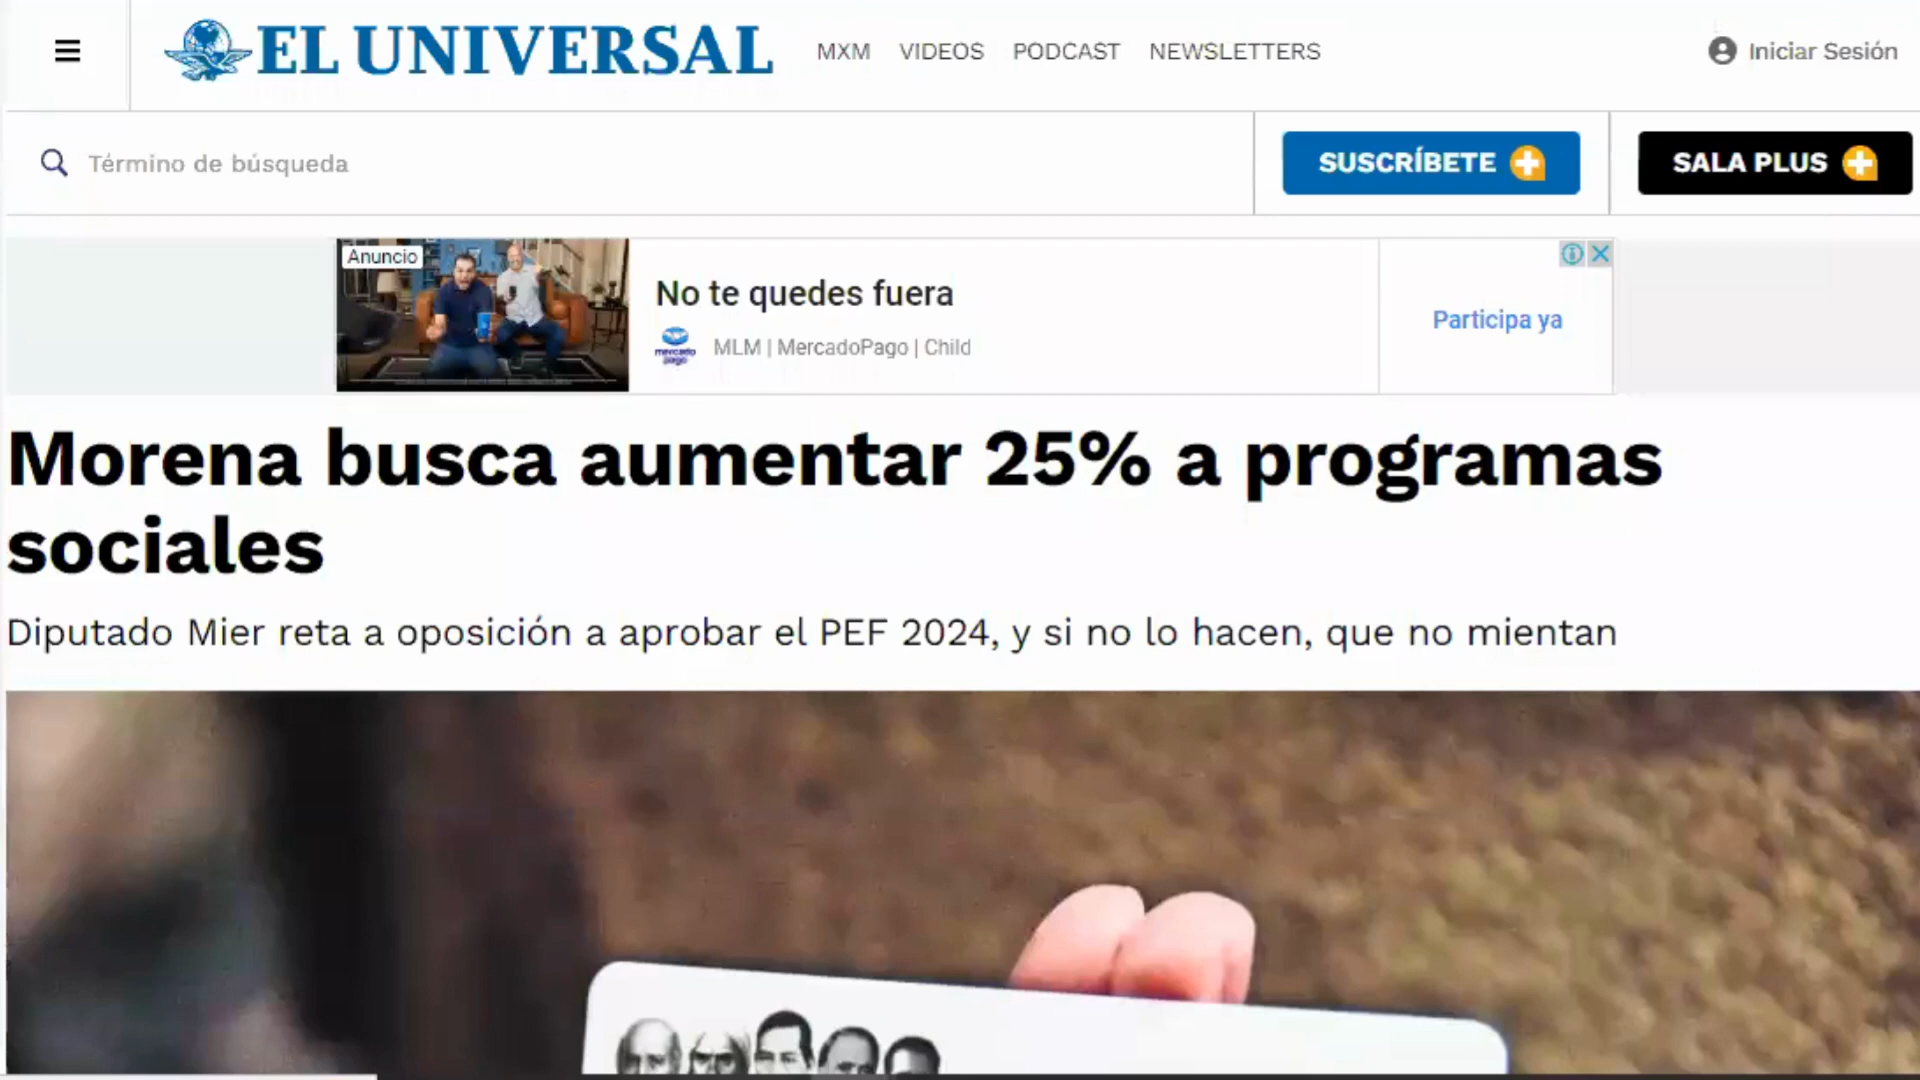 EL UNIVERSAL
MXM VIDEOS PODCAST NEWSLETTERS
Iniciar Sesión
Término de búsqueda
SUSCRÍBETE
SALA PLUS
Anuncio
No te quedes fuera
mercado pago
MLM | MercadoPago | Child
Participa ya
Morena busca aumentar 25% a programas
sociales
Diputado Mier reta a oposición a aprobar el PEF 2024, y si no lo hacen, que no mientan